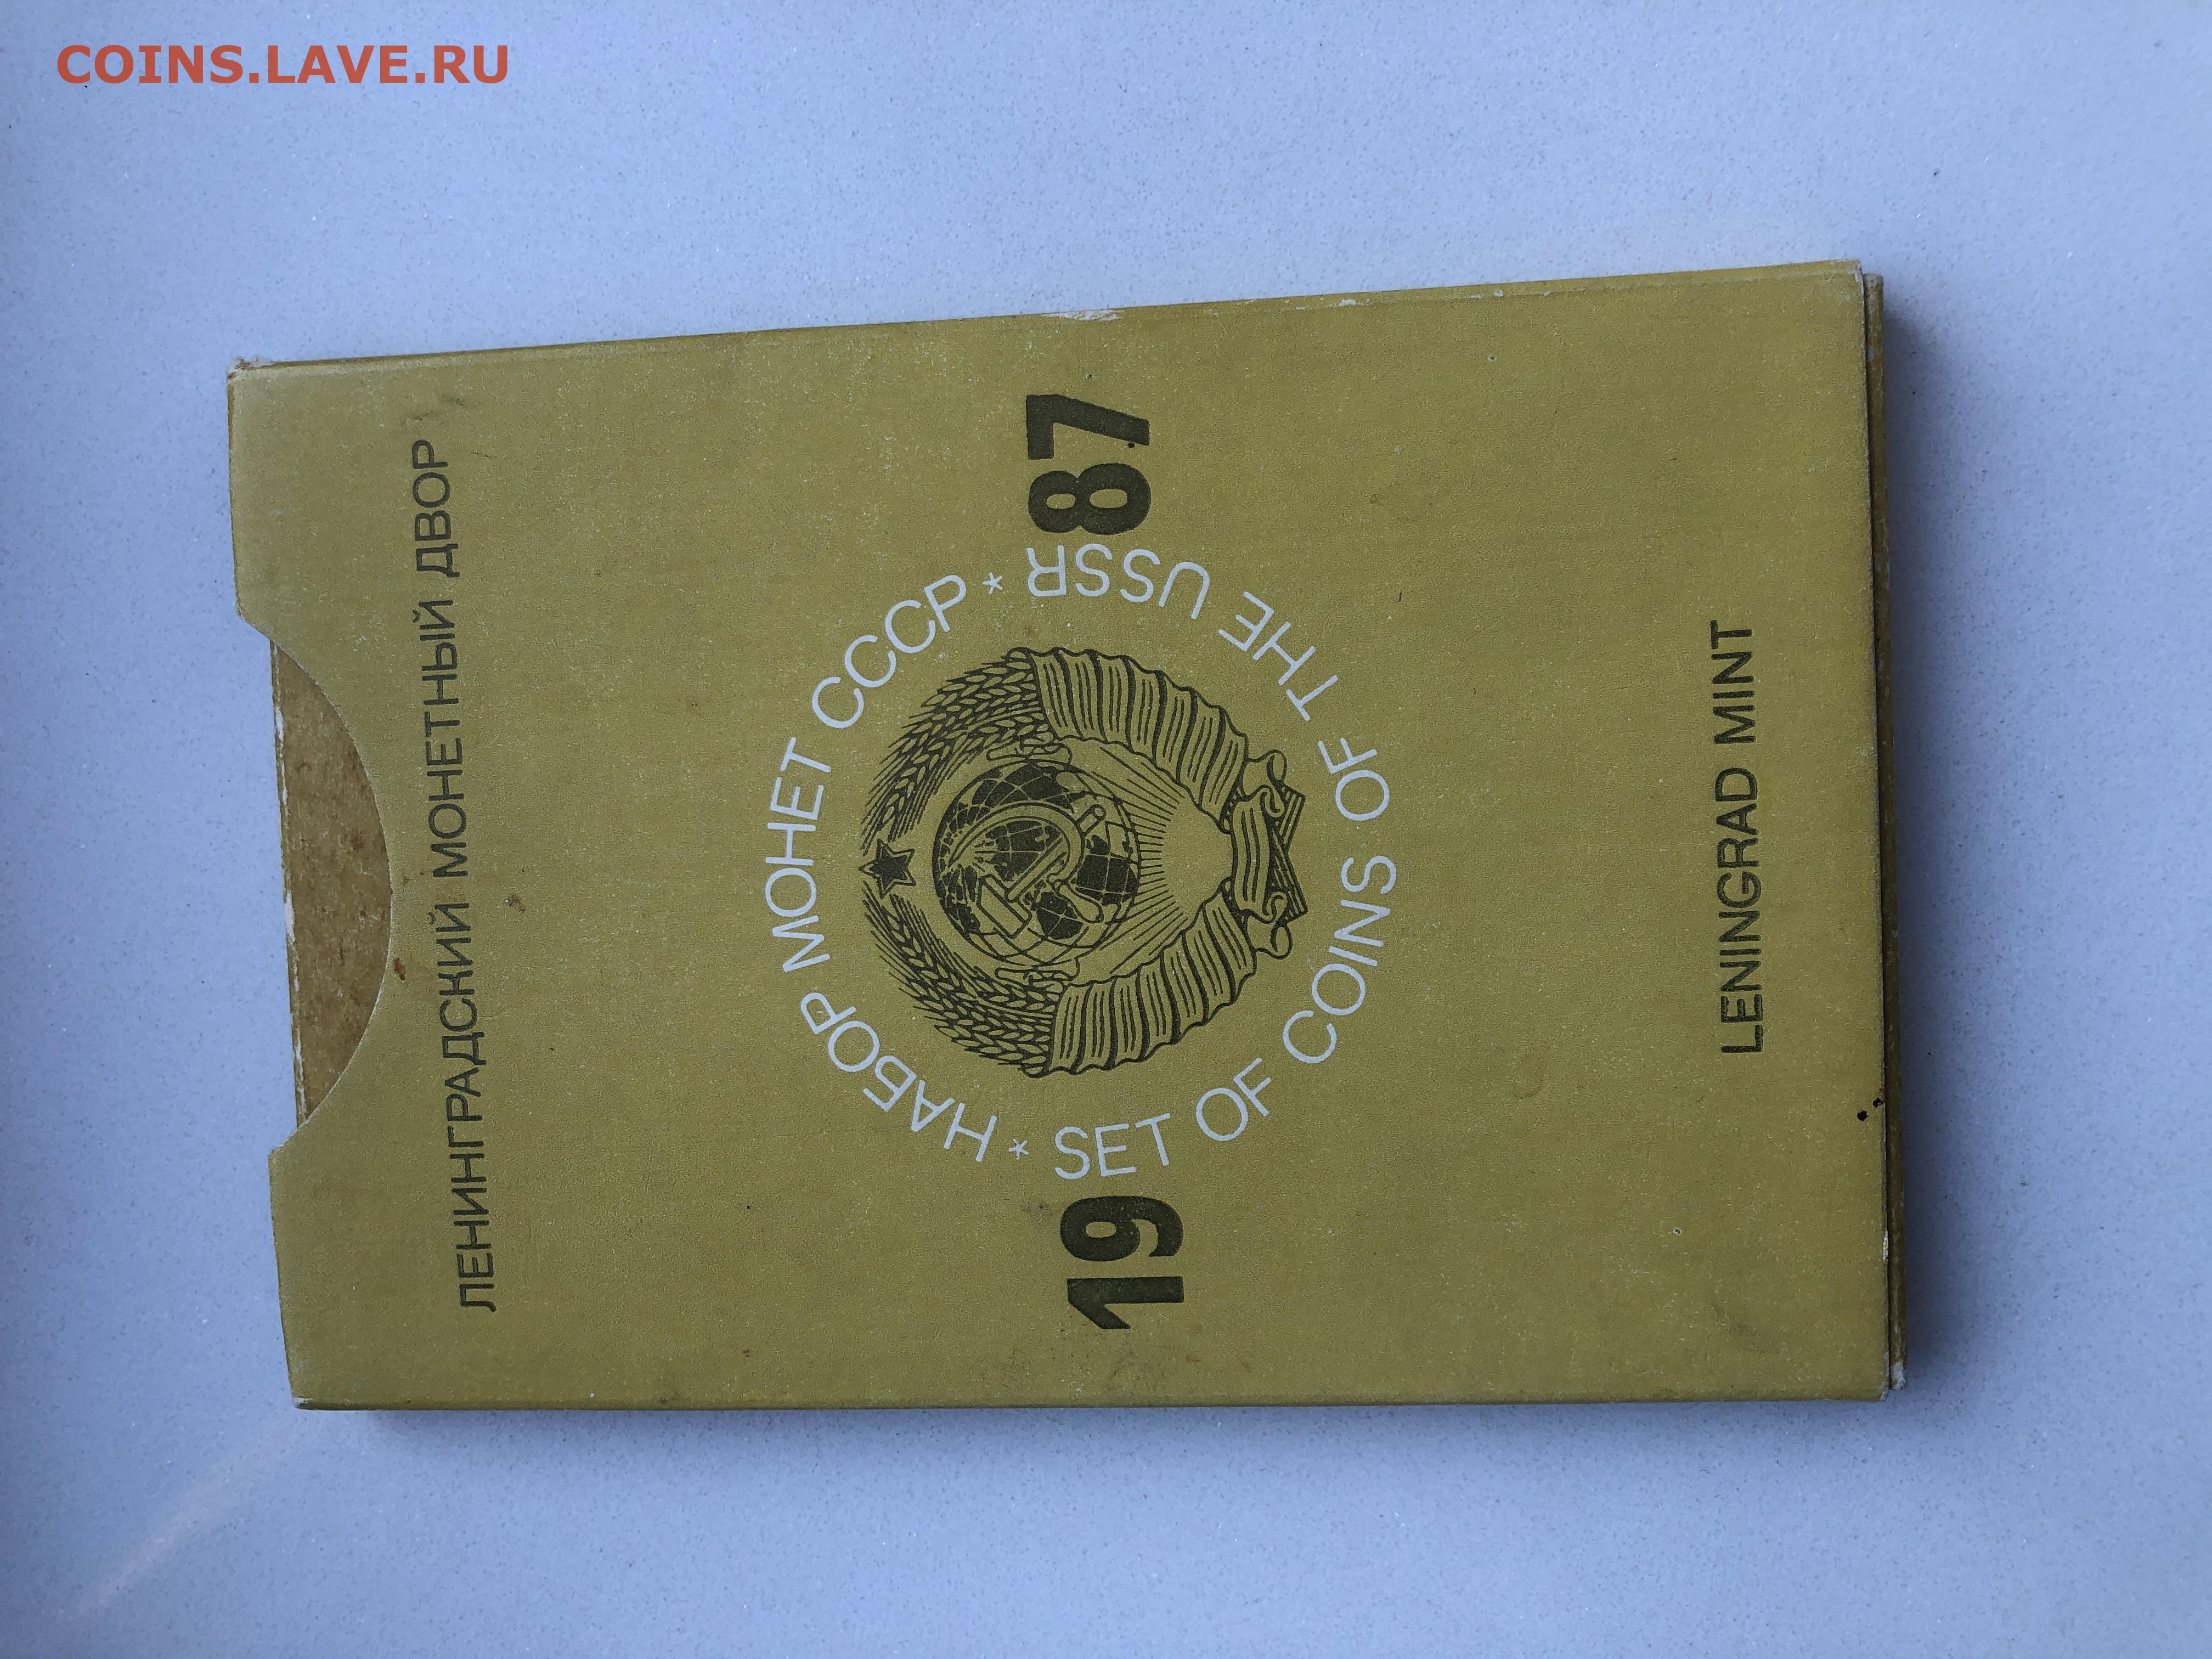 COINS.LAVE.RU
ЛЕНИНГРАДСКИЙ МОНЕТНЫЙ ДВОР
НАБОР МОНЕТ СССР *
19 87
* SET OF COINS OF THE USSR
LENINGRAD MINT